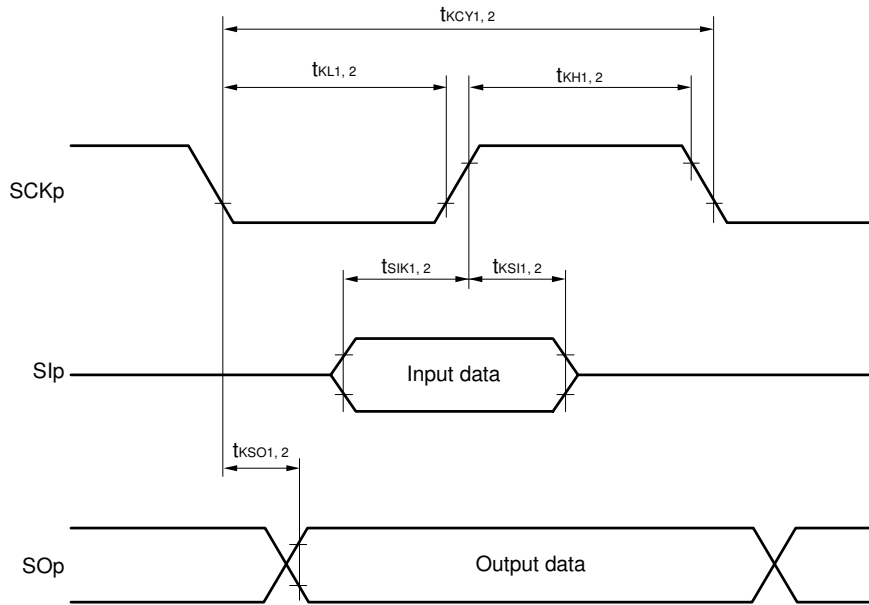 tKCY1, 2
tKL1, 2
tKH1, 2
SCKp
tSIK1, 2
tKSI1, 2
SIp
Input data
tKSO1, 2
SOp
Output data